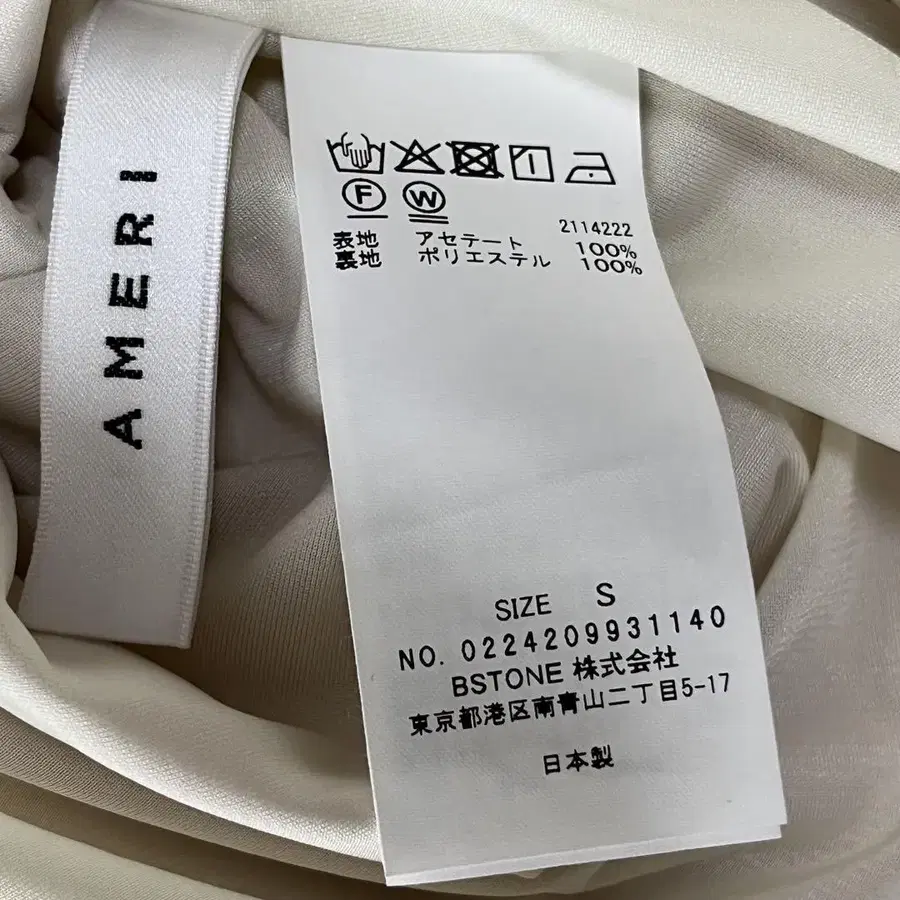 AMERI
F W
2114222
表地 アセテート 100%
裏地 ポリエステル 100%
SIZE S
NO. 0224209931140
BSTONE 株式会社
東京都港区南青山二丁目5-17
日本製